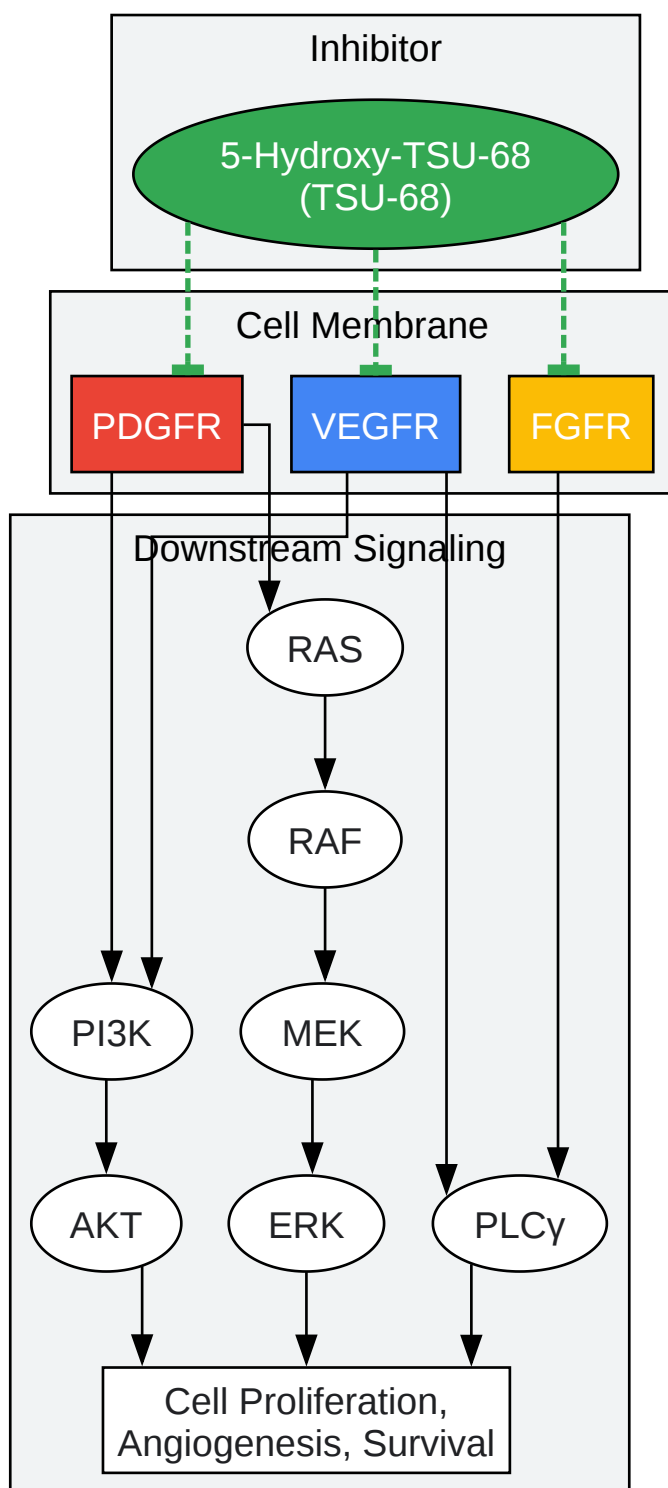 Inhibitor
5-Hydroxy-TSU-68
(TSU-68)
Cell Membrane
PDGFR
VEGFR
FGFR
Downstream Signaling
RAS
RAF
PI3K
MEK
AKT
ERK
PLCγ
Cell Proliferation,
Angiogenesis, Survival